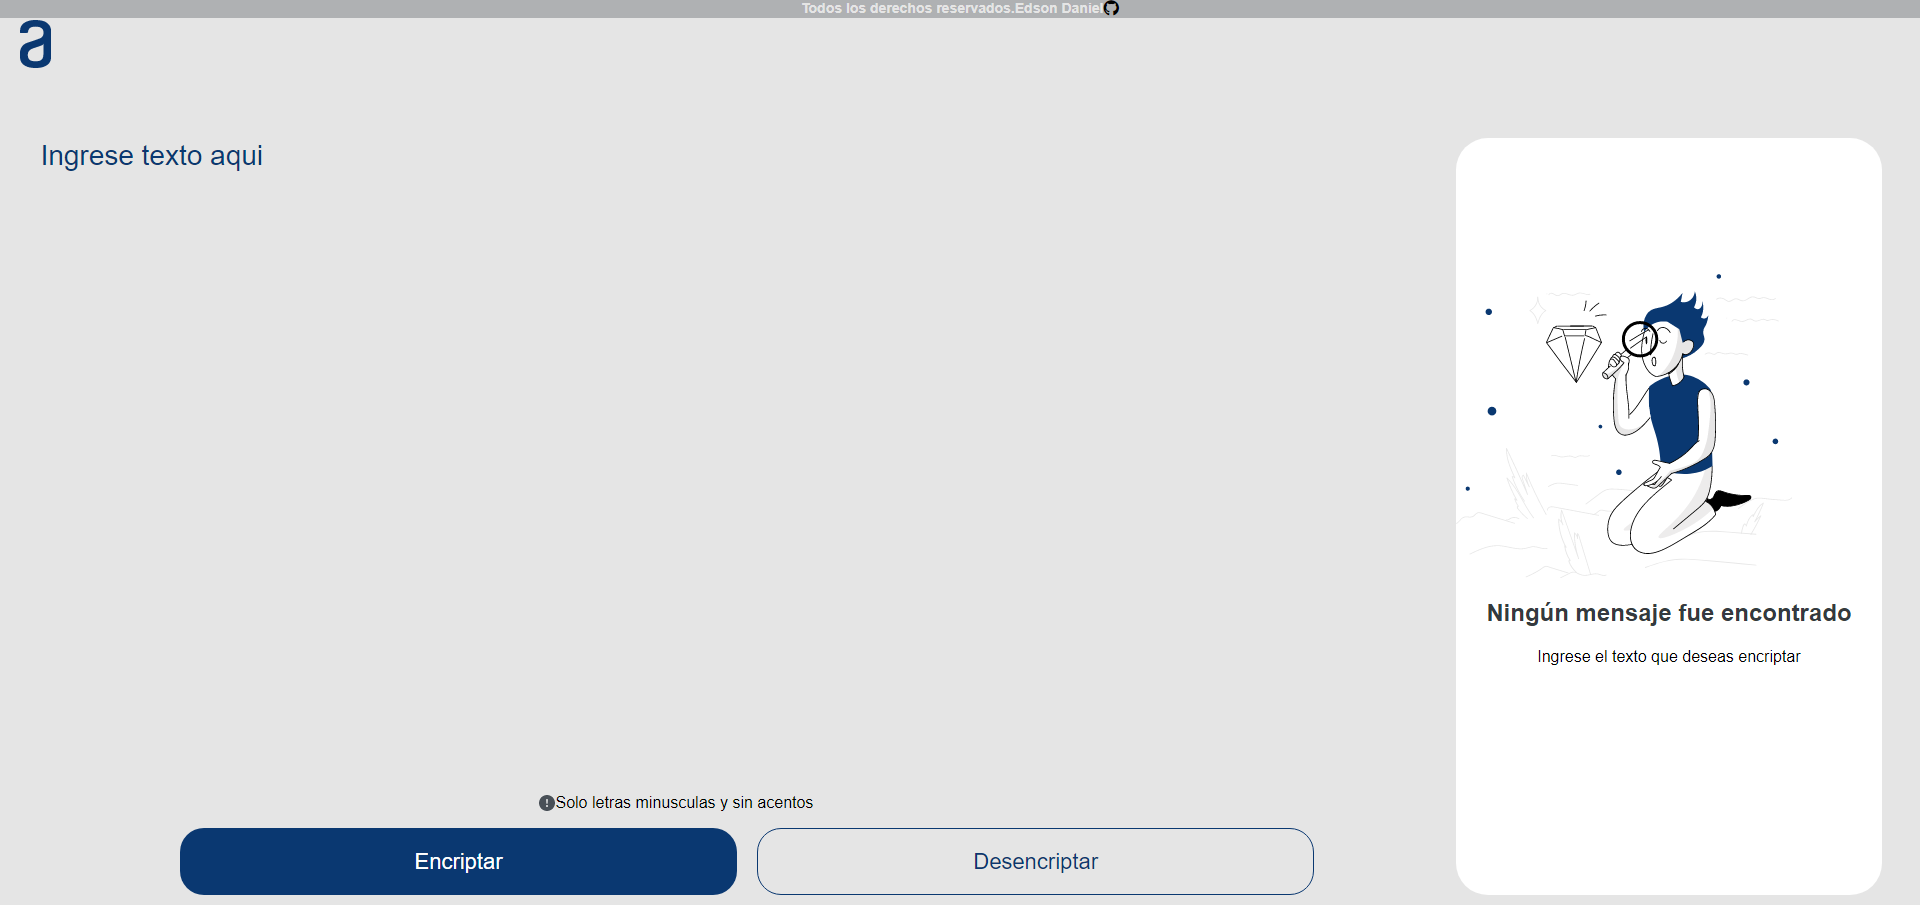 Todos los derechos reservados.Edson Daniel
a
Ingrese texto aqui
Ningún mensaje fue encontrado
Ingrese el texto que deseas encriptar
Solo letras minusculas y sin acentos
Encriptar
Desencriptar